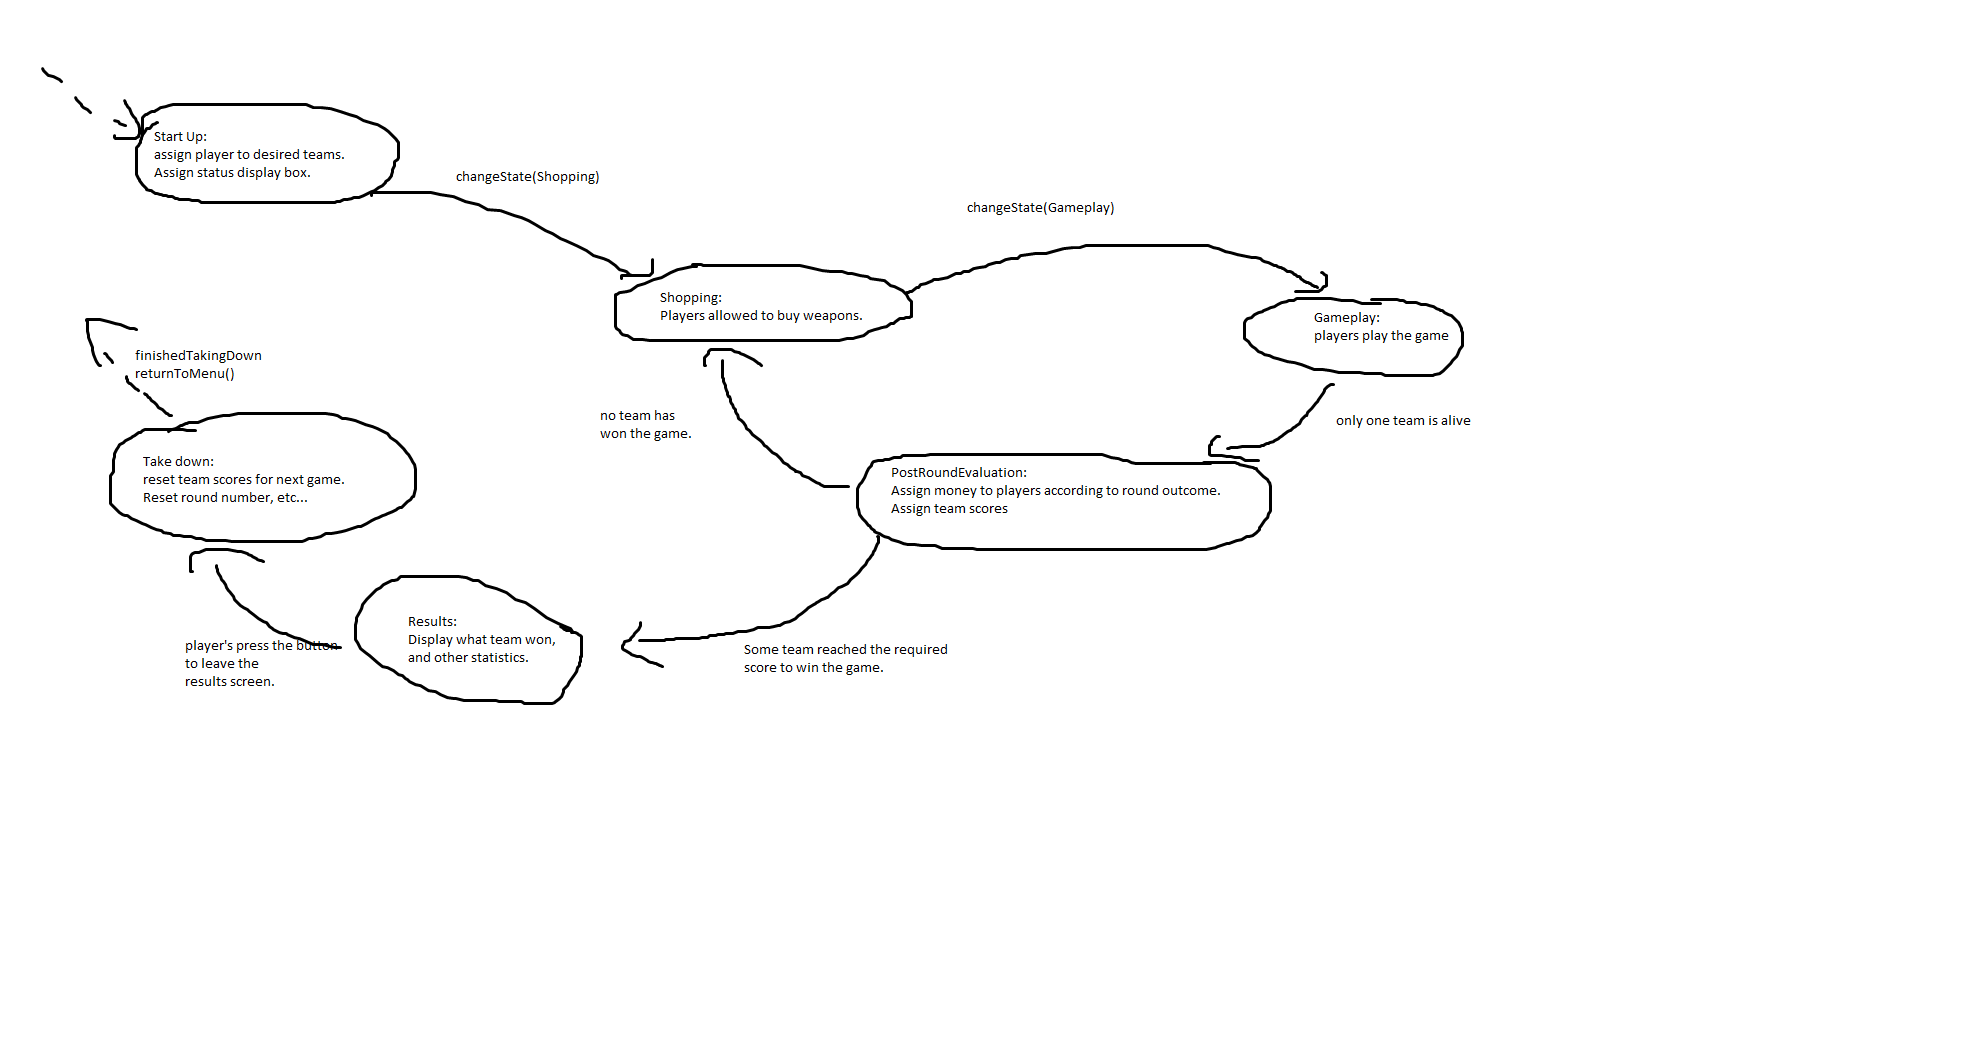 Start Up:
assign player to desired teams.
Assign status display box.
changeState(Shopping)
changeState(Gameplay)
Shopping:
Players allowed to buy weapons.
Gameplay:
players play the game
finishedTakingDown
returnToMenu()
no team has
won the game.
only one team is alive
Take down:
reset team scores for next game.
Reset round number, etc...
PostRoundEvaluation:
Assign money to players according to round outcome.
Assign team scores
Results:
Display what team won,
and other statistics.
player's press the button
to leave the
results screen.
Some team reached the required
score to win the game.